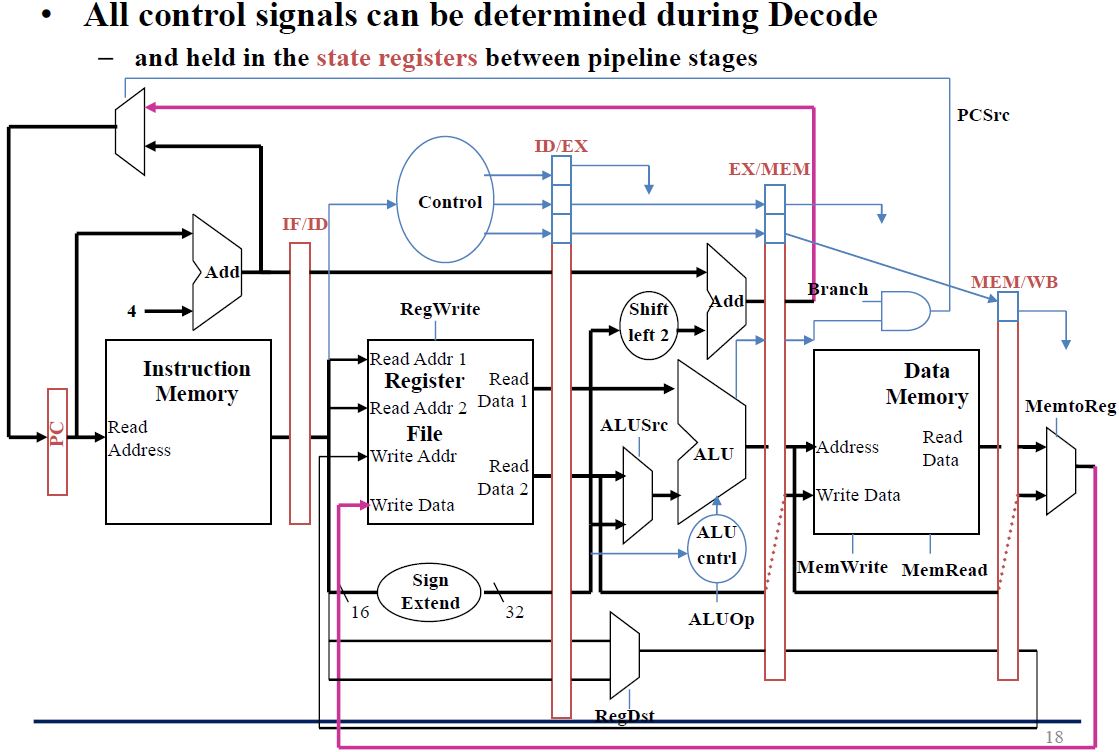 • All control signals can be determined during Decode
– and held in the state registers between pipeline stages
PCSrc
ID/EX
EX/MEM
Control
IF/ID
Add
Branch
MEM/WB
4
RegWrite
Shift
left 2
Add
Instruction
Memory
Read
Address
PC
Read Addr 1
Register
Read Addr 2
File
Write Addr
Write Data
Read
Data 1
Read
Data 2
ALUSrc
ALU
Data
Memory
Address
Read
Data
Write Data
MemtoReg
ALU
cntrl
MemWrite
MemRead
Sign
Extend
16
32
ALUOp
RegDst
18